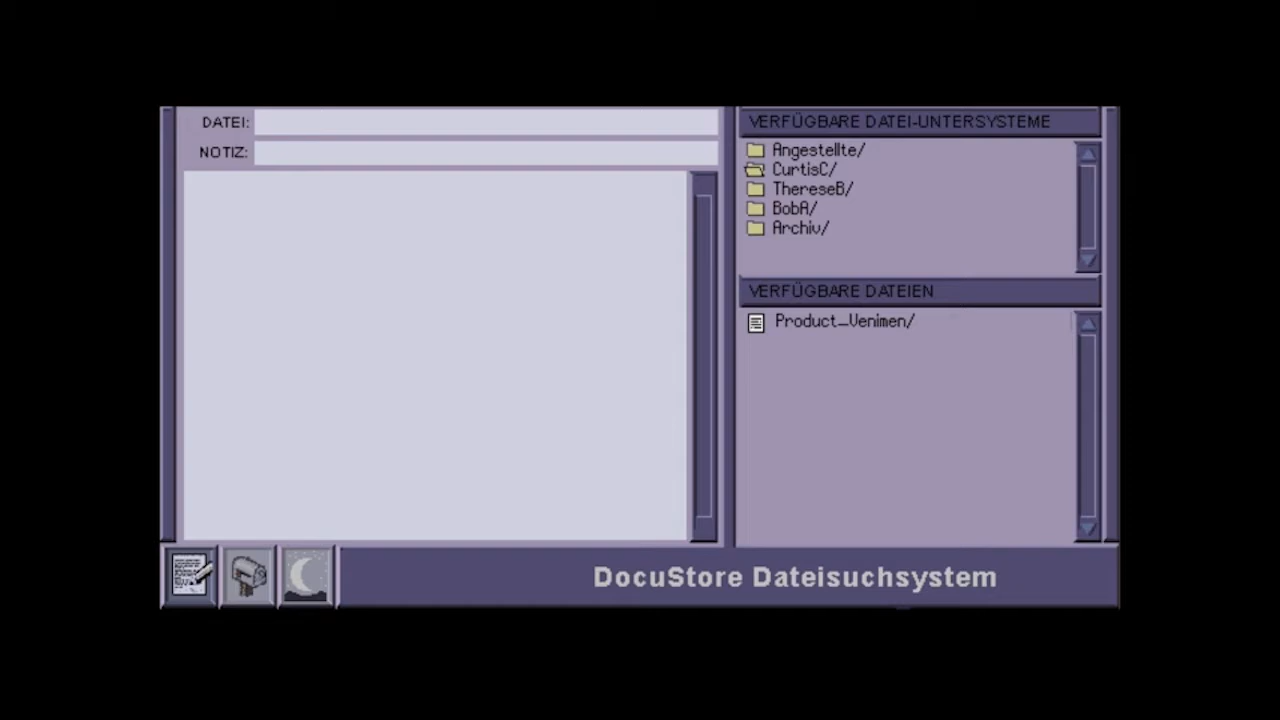 DATEI:
NOTIZ:
VERFÜGBARE DATEI-UNTERSYSTEME
Angestellte/
CurtisC/
ThereseB/
BobA/
Archiv/
VERFÜGBARE DATEIEN
Product_Venimen/
DocuStore Dateisuchsystem